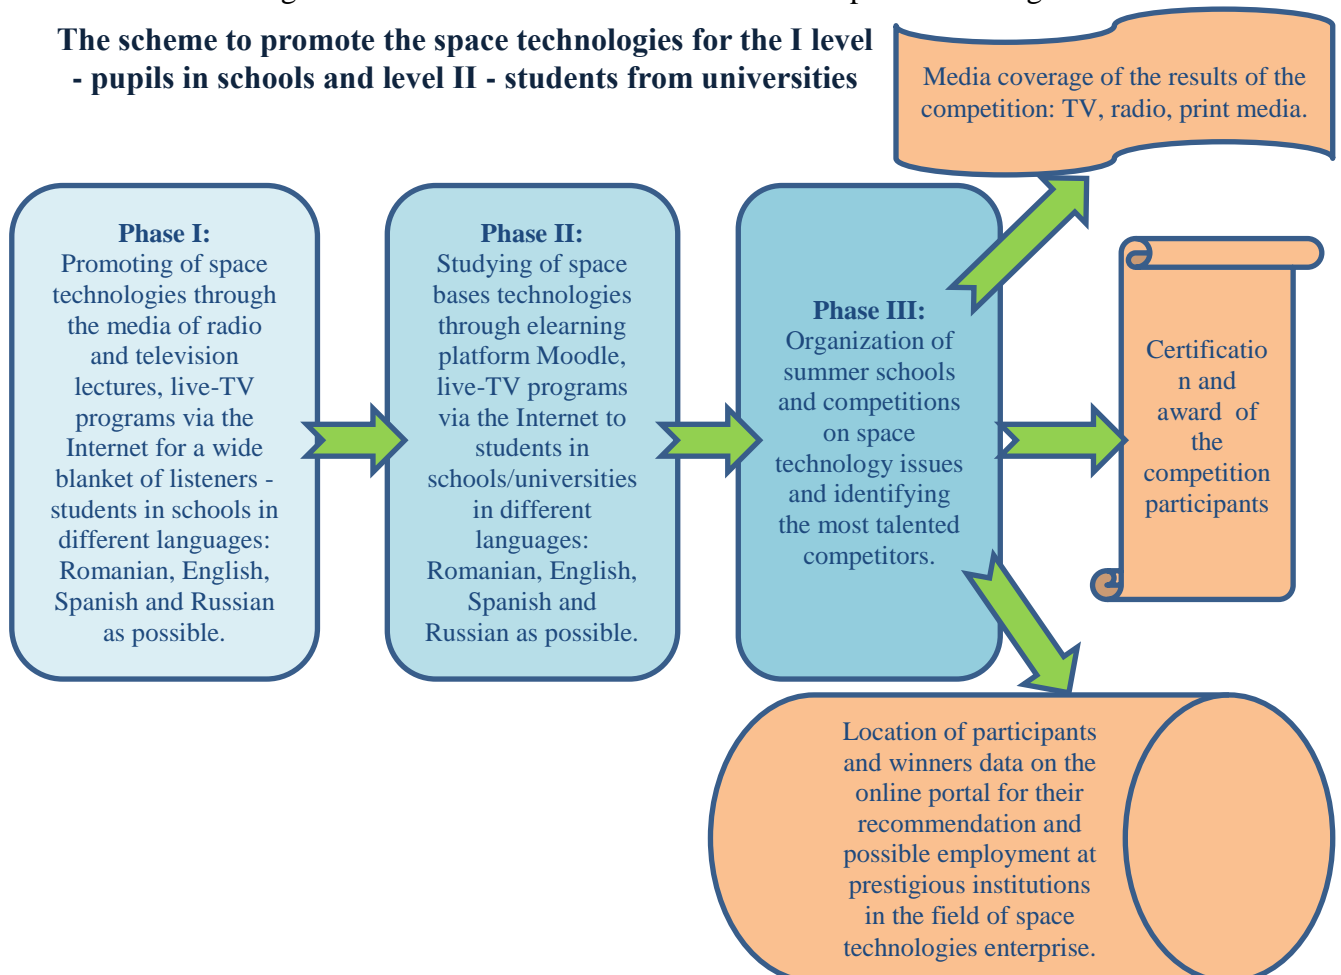 The scheme to promote the space technologies for the I level
- pupils in schools and level II - students from universities
Media coverage of the results of the
competition: TV, radio, print media.
Phase I:
Promoting of space
technologies through
the media of radio
and television
lectures, live-TV
programs via the
Internet for a wide
blanket of listeners -
students in schools in
different languages:
Romanian, English,
Spanish and Russian
as possible.
Phase II:
Studying of space
bases technologies
through elearning
platform Moodle,
live-TV programs
via the Internet to
students in
schools/universities
in different
languages:
Romanian, English,
Spanish and
Russian as possible.
Phase III:
Organization of
summer schools
and competitions
on space
technology issues
and identifying
the most talented
competitors.
Certificatio
n and
award of
the
competition
participants
Location of participants
and winners data on the
online portal for their
recommendation and
possible employment at
prestigious institutions
in the field of space
technologies enterprise.